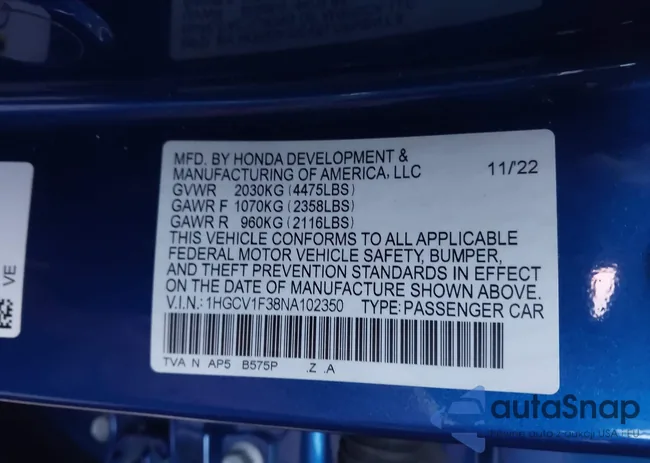 MFD. BY HONDA DEVELOPMENT &
MANUFACTURING OF AMERICA, LLC 11/'22
GVWR 2030KG (4475LBS)
GAWR F 1070KG (2358LBS)
GAWR R 960KG (2116LBS)
THIS VEHICLE CONFORMS TO ALL APPLICABLE
FEDERAL MOTOR VEHICLE SAFETY, BUMPER,
AND THEFT PREVENTION STANDARDS IN EFFECT
ON THE DATE OF MANUFACTURE SHOWN ABOVE.
V.I.N.: 1HGCV1F38NA102350 TYPE: PASSENGER CAR
TVA N AP5 B575P .Z .A
VE
autaSnap